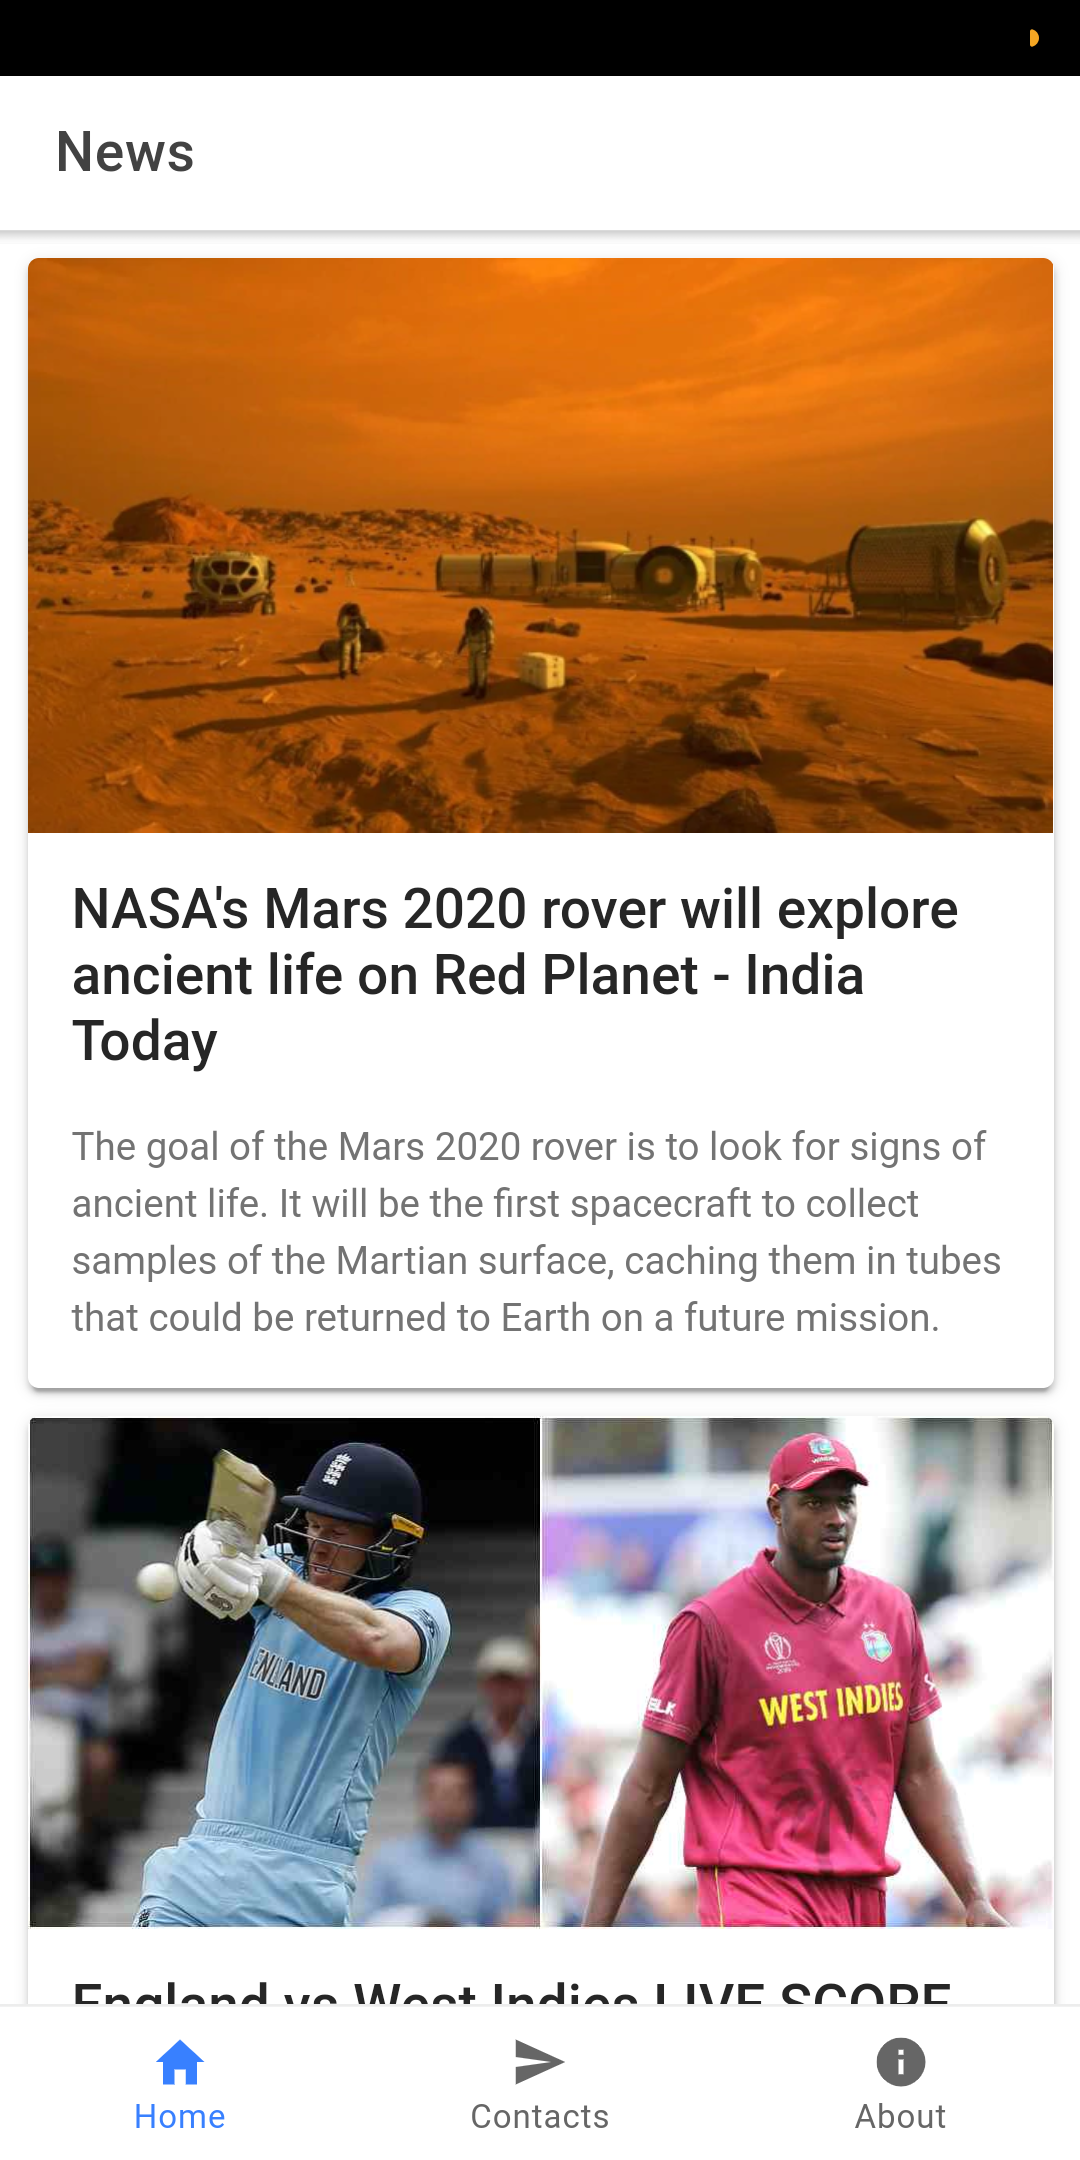 News
NASA's Mars 2020 rover will explore
ancient life on Red Planet - India
Today
The goal of the Mars 2020 rover is to look for signs of
ancient life. It will be the first spacecraft to collect
samples of the Martian surface, caching them in tubes
that could be returned to Earth on a future mission.
WINDIES
ENGLAND
BLK
WEST INDIES
England vs West Indies LIVE SCORE
Home
Contacts
About